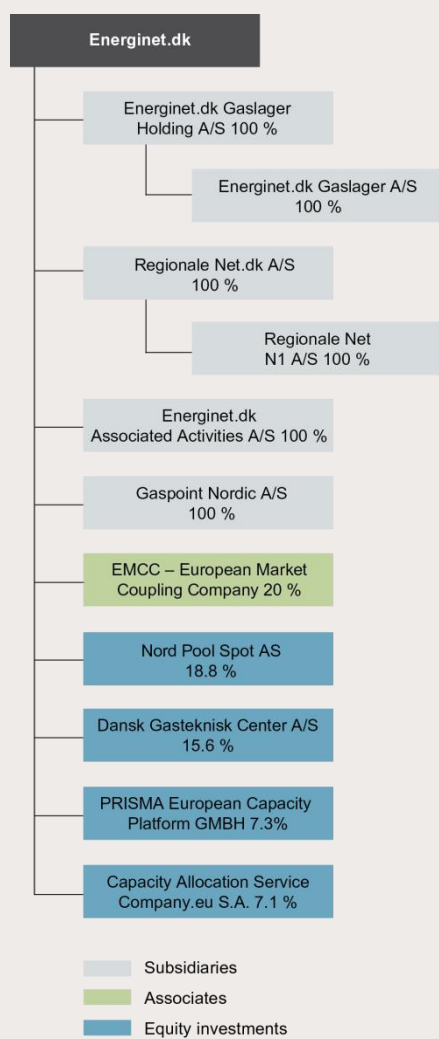 Energinet.dk
Energinet.dk Gaslager
Holding A/S 100 %
Energinet.dk Gaslager A/S
100 %
Regionale Net.dk A/S
100 %
Regionale Net
N1 A/S 100 %
Energinet.dk
Associated Activities A/S 100 %
Gaspoint Nordic A/S
100 %
EMCC – European Market
Coupling Company 20 %
Nord Pool Spot AS
18.8 %
Dansk Gasteknisk Center A/S
15.6 %
PRISMA European Capacity
Platform GMBH 7.3%
Capacity Allocation Service
Company.eu S.A. 7.1 %
Subsidiaries
Associates
Equity investments